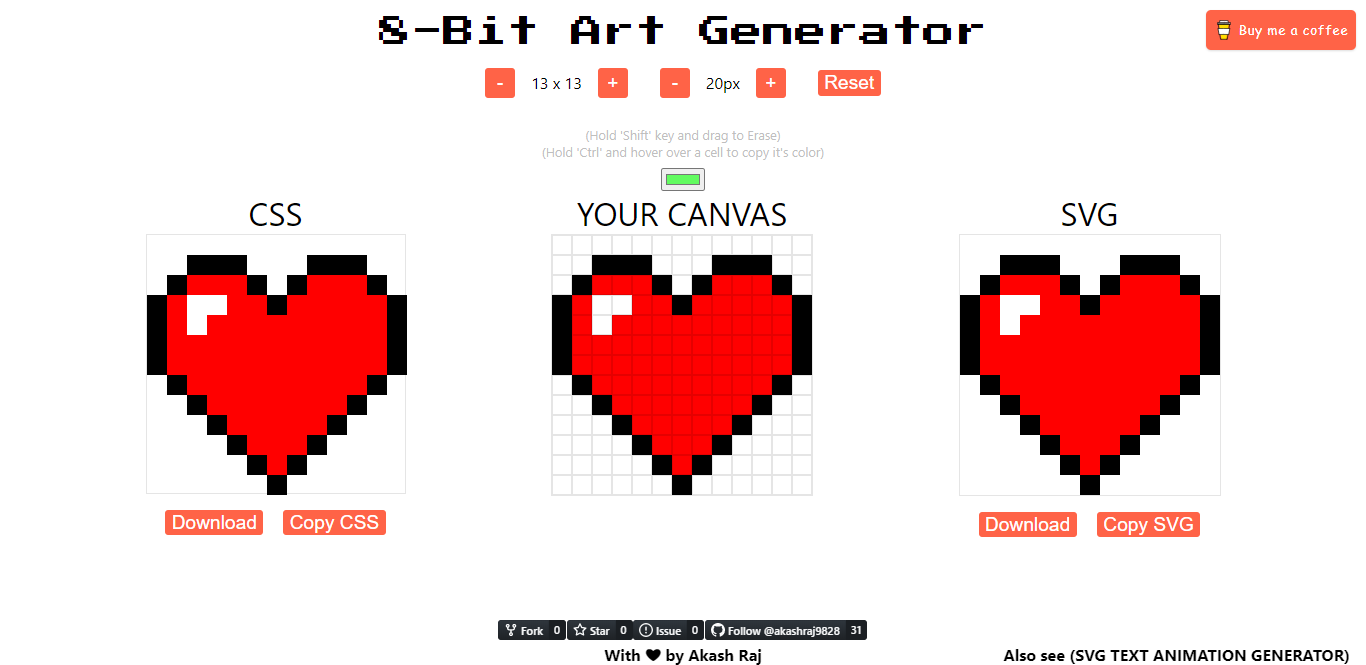 8-Bit Art Generator
Buy me a coffee
- 13 x 13 + - 20px + Reset
(Hold 'Shift' key and drag to Erase)
(Hold 'Ctrl' and hover over a cell to copy it's color)
CSS
YOUR CANVAS
SVG
Download Copy CSS
Download Copy SVG
Fork 0 Star 0 Issue 0 Follow @akashraj9828 31
With ♥ by Akash Raj
Also see (SVG TEXT ANIMATION GENERATOR)